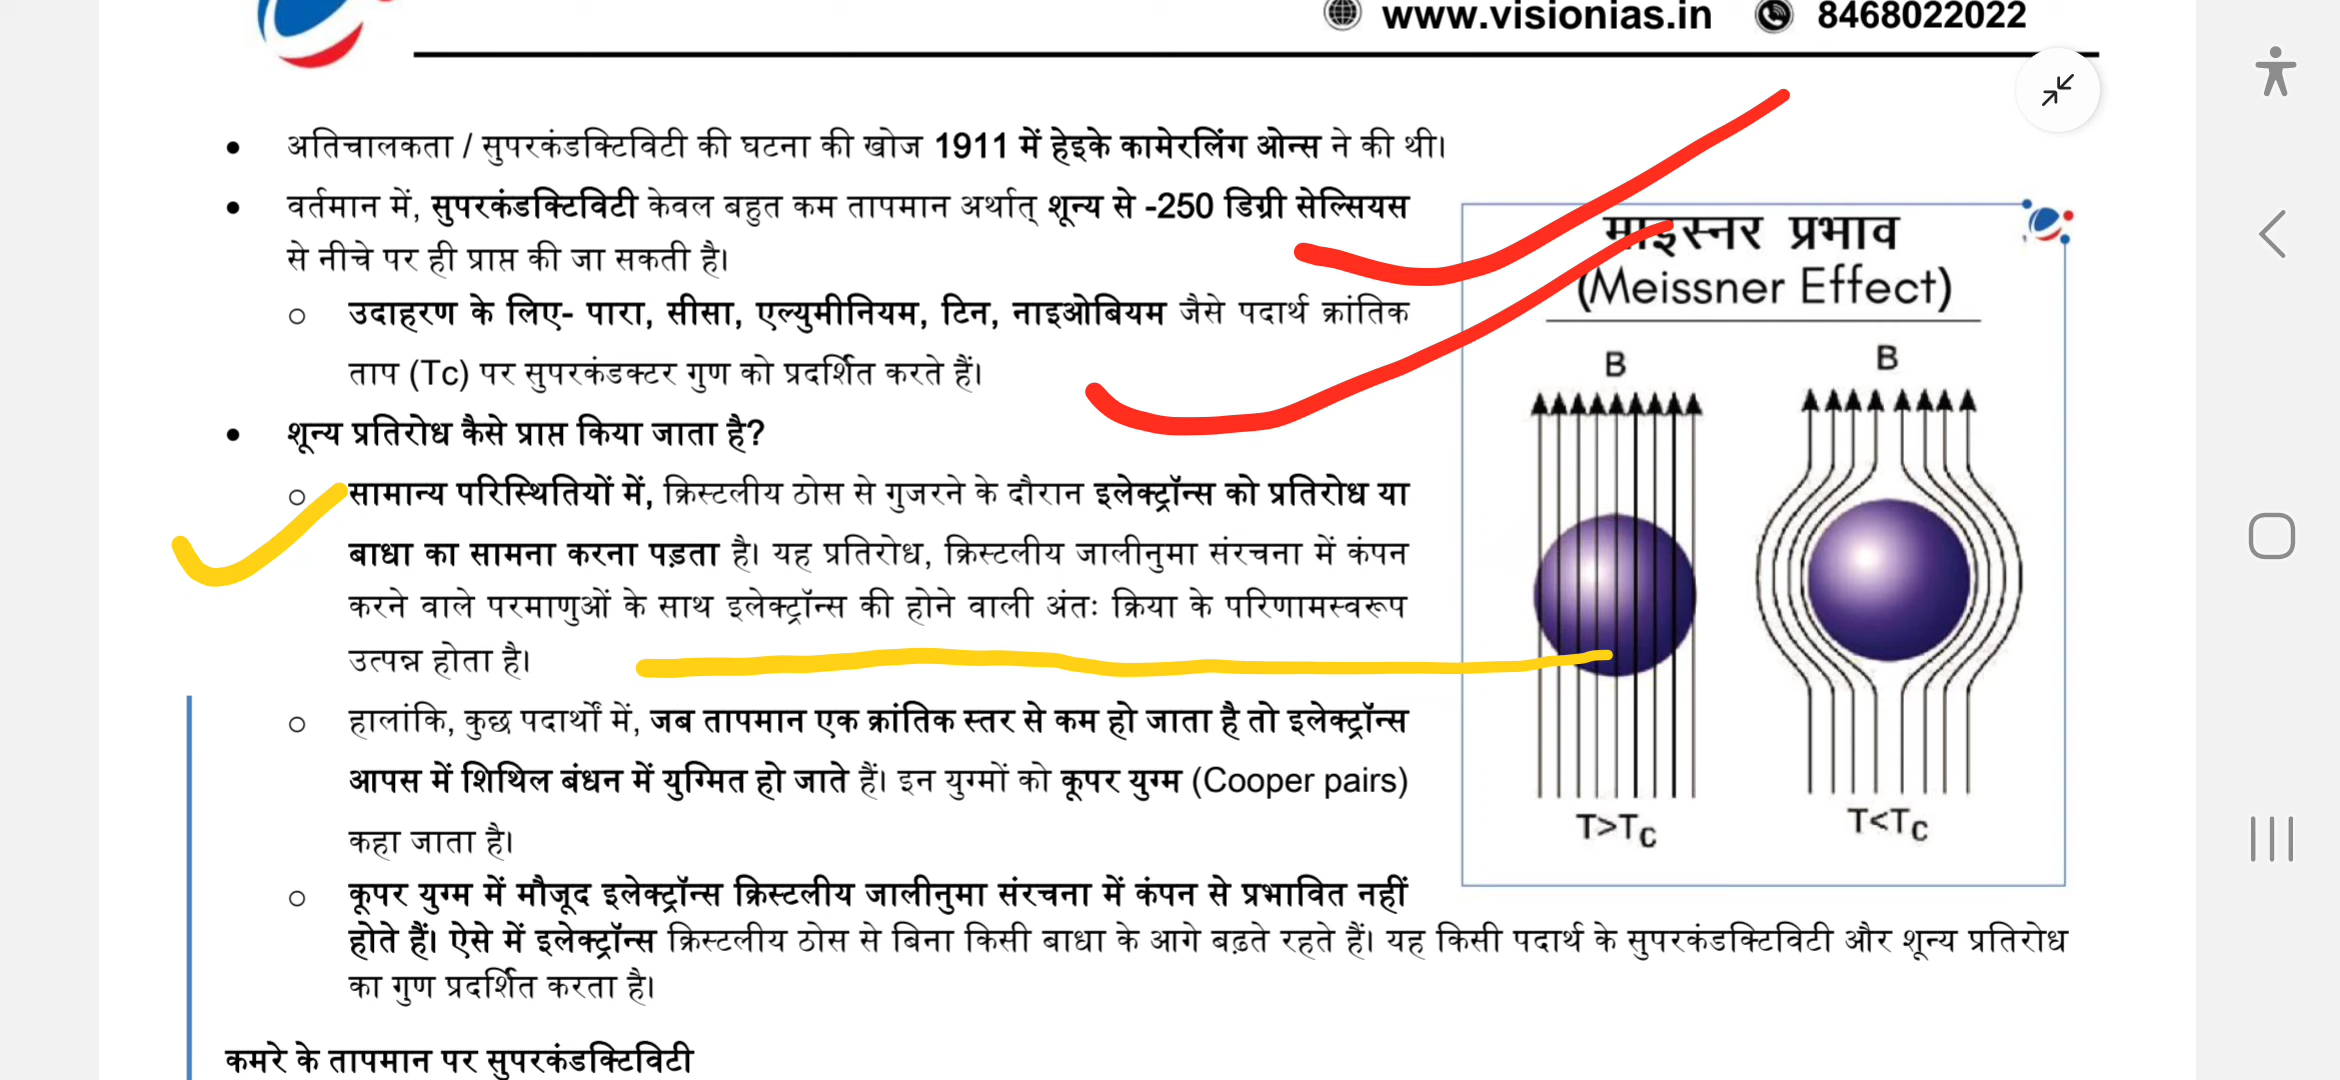 www.visionias.in 8468022022
• अतिचालकता / सुपरकंडक्टिविटी की घटना की खोज 1911 में हेइके कामेरलिंग ओन्स ने की थी।
• वर्तमान में, सुपरकंडक्टिविटी केवल बहुत कम तापमान अर्थात् शून्य से -250 डिग्री सेल्सियस
से नीचे पर ही प्राप्त की जा सकती है।
○ उदाहरण के लिए- पारा, सीसा, एल्युमीनियम, टिन, नाइओबियम जैसे पदार्थ क्रांतिक
ताप (Tc) पर सुपरकंडक्टर गुण को प्रदर्शित करते हैं।
• शून्य प्रतिरोध कैसे प्राप्त किया जाता है?
○ सामान्य परिस्थितियों में, क्रिस्टलीय ठोस से गुजरने के दौरान इलेक्ट्रॉन्स को प्रतिरोध या
बाधा का सामना करना पड़ता है। यह प्रतिरोध, क्रिस्टलीय जालीनुमा संरचना में कंपन
करने वाले परमाणुओं के साथ इलेक्ट्रॉन्स की होने वाली अंतः क्रिया के परिणामस्वरूप
उत्पन्न होता है।
○ हालांकि, कुछ पदार्थों में, जब तापमान एक क्रांतिक स्तर से कम हो जाता है तो इलेक्ट्रॉन्स
आपस में शिथिल बंधन में युग्मित हो जाते हैं। इन युग्मों को कूपर युग्म (Cooper pairs)
कहा जाता है।
○ कूपर युग्म में मौजूद इलेक्ट्रॉन्स क्रिस्टलीय जालीनुमा संरचना में कंपन से प्रभावित नहीं
होते हैं। ऐसे में इलेक्ट्रॉन्स क्रिस्टलीय ठोस से बिना किसी बाधा के आगे बढ़ते रहते हैं। यह किसी पदार्थ के सुपरकंडक्टिविटी और शून्य प्रतिरोध
का गुण प्रदर्शित करता है।
माइस्नर प्रभाव
(Meissner Effect)
B B
T>Tc T<Tc
कमरे के तापमान पर सुपरकंडक्टिविटी